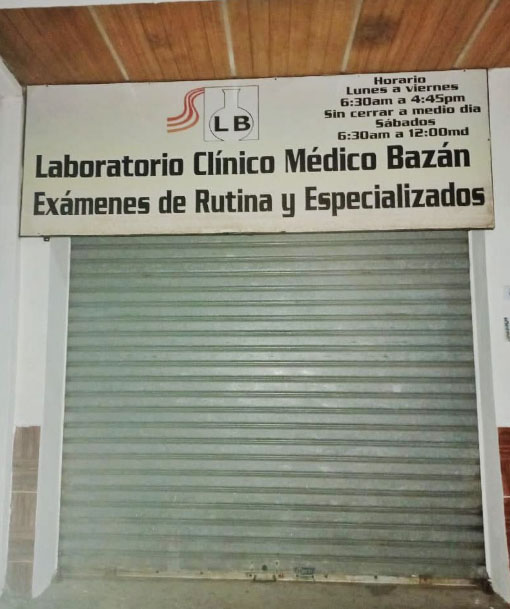 LB
Horario
Lunes a viernes
6:30am a 4:45pm
Sin cerrar a medio dia
Sábados
6:30am a 12:00md
Laboratorio Clínico Médico Bazán
Exámenes de Rutina y Especializados